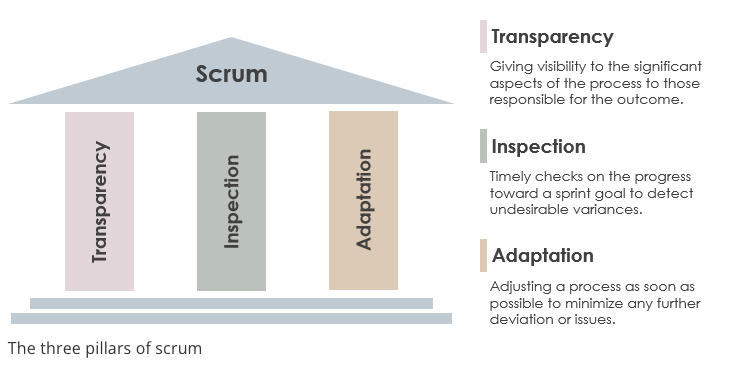 Scrum
Transparency
Inspection
Adaptation
The three pillars of scrum
Transparency
Giving visibility to the significant
aspects of the process to those
responsible for the outcome.
Inspection
Timely checks on the progress
toward a sprint goal to detect
undesirable variances.
Adaptation
Adjusting a process as soon as
possible to minimize any further
deviation or issues.